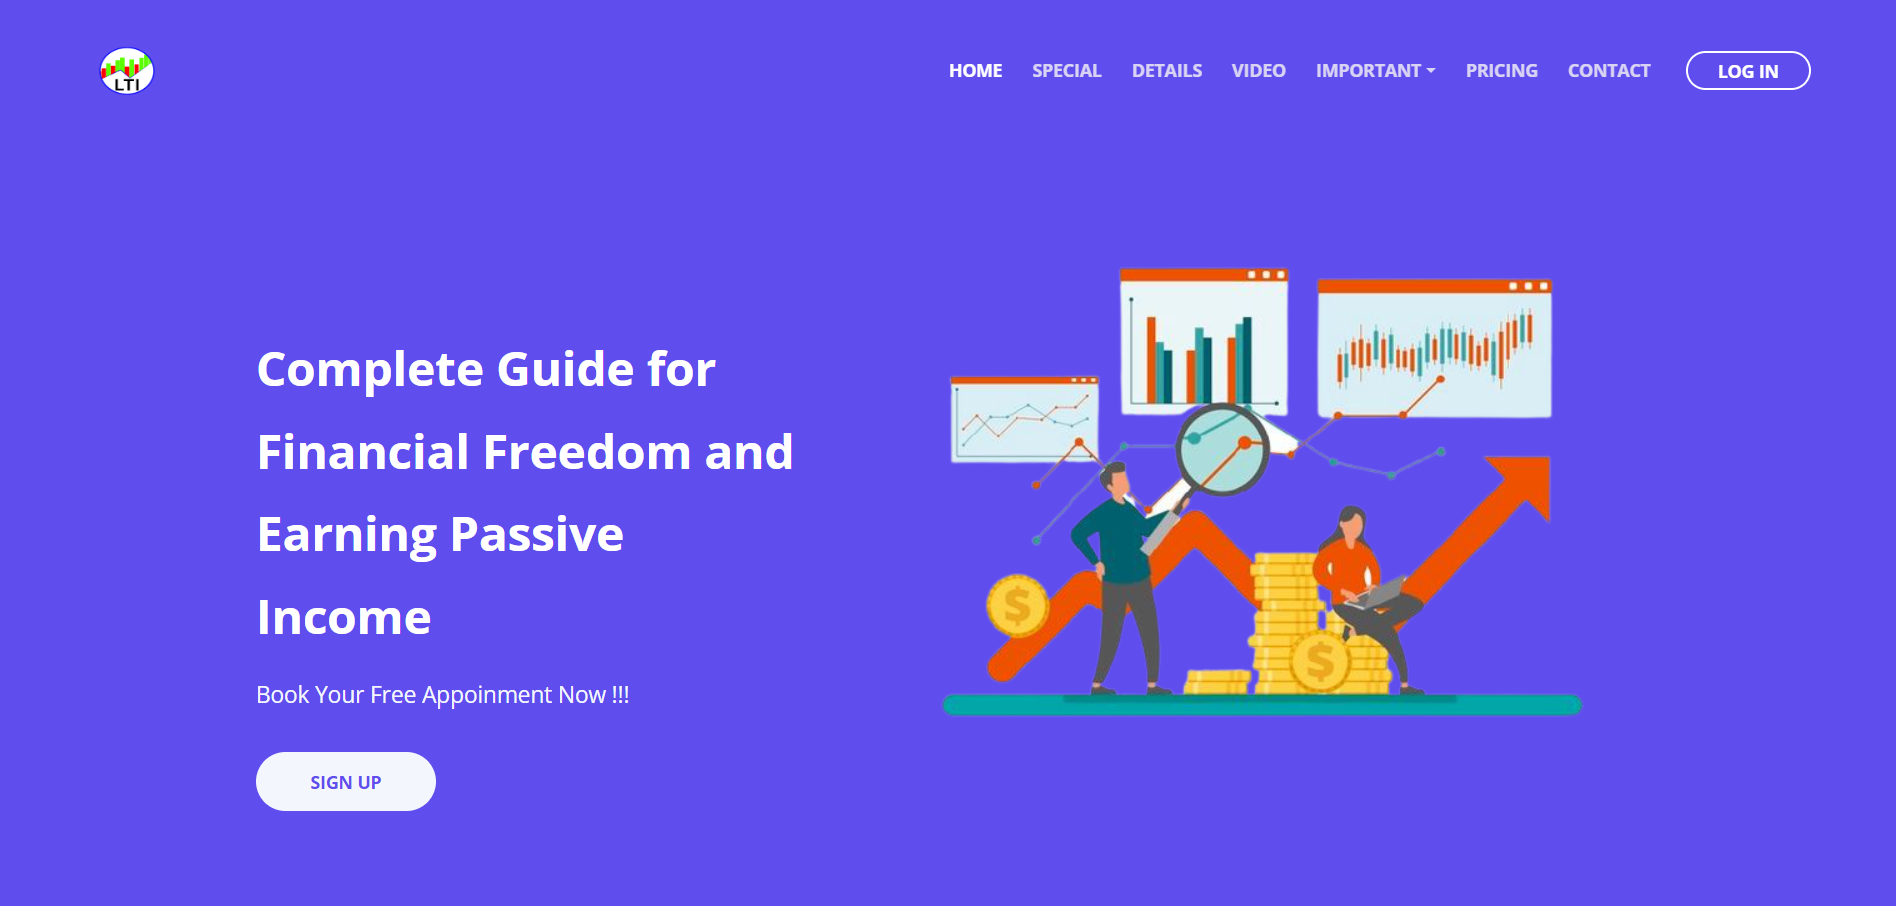 LTI
HOME SPECIAL DETAILS VIDEO IMPORTANT PRICING CONTACT LOG IN
Complete Guide for
Financial Freedom and
Earning Passive
Income
Book Your Free Appoinment Now !!!
SIGN UP
$
$